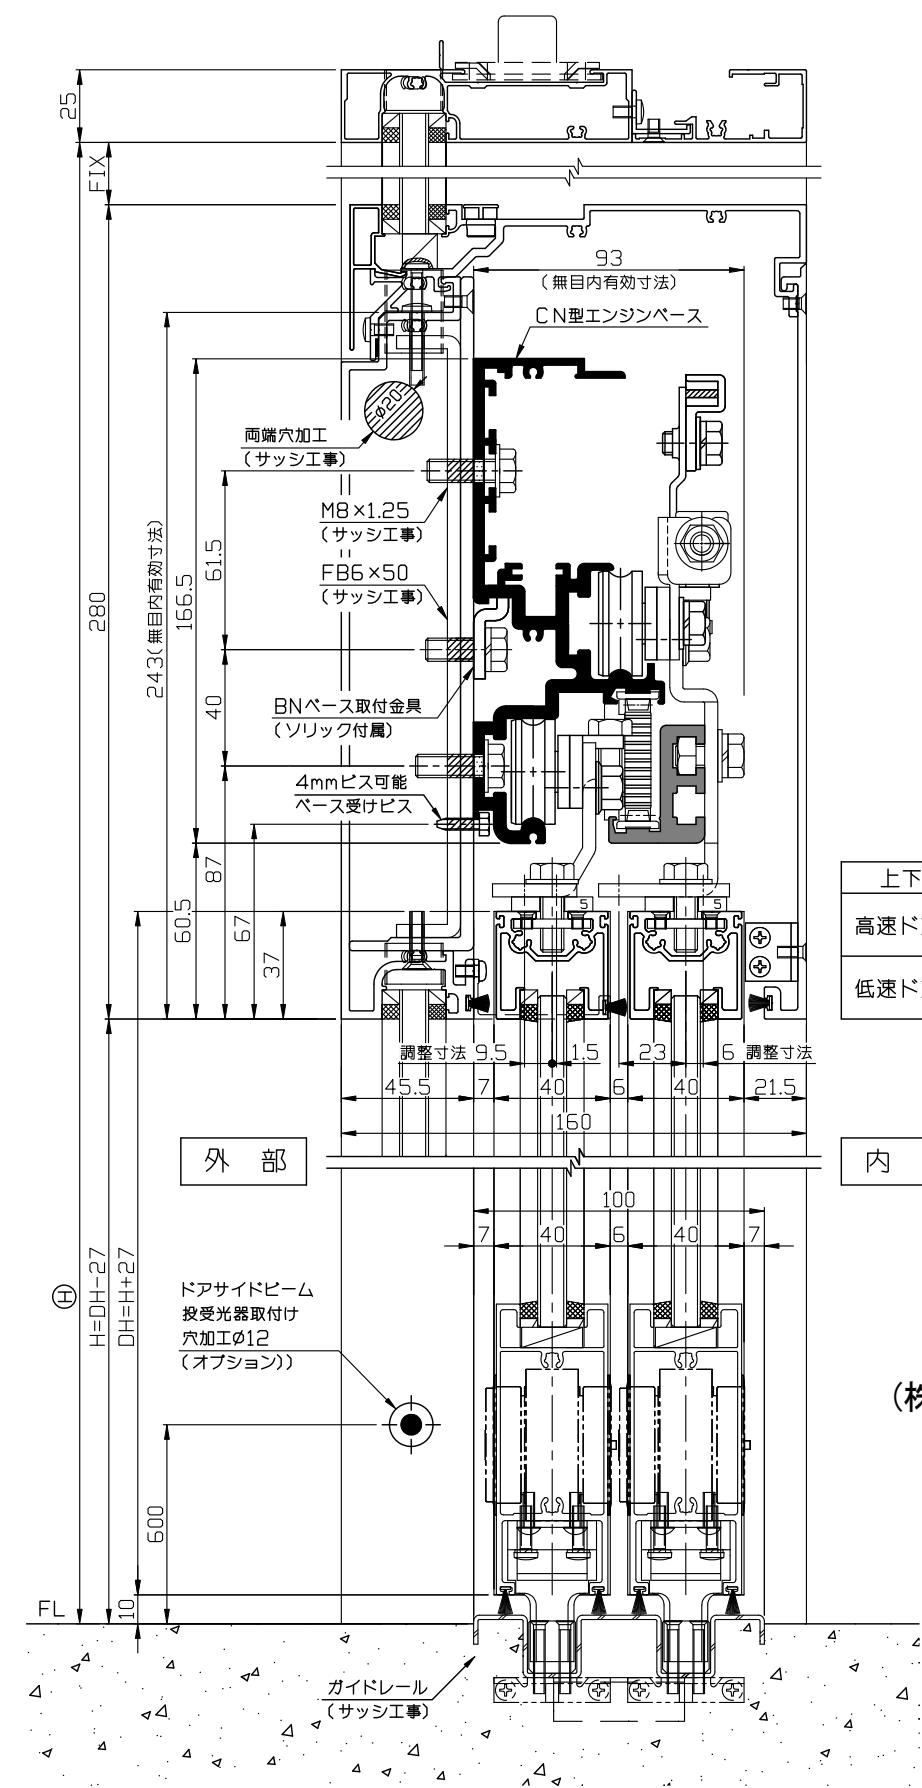 25
FIX
93
(無目内有効寸法)
CN型エンジンベース
φ20
両端穴加工
(サッシ工事)
M8×1.25
(サッシ工事)
FB6×50
(サッシ工事)
280
243(無目内有効寸法)
166.5
61.5
40
BNベース取付金具
(ソリック付属)
4mmビス可能
ベース受けビス
60.5
87
67
37
5
5
上下
高速ド
低速ド
調整寸法 9.5
1.5
23
6 調整寸法
45.5
7
40
6
40
21.5
160
外 部
内
100
7
40
6
40
7
Ⓗ
H=DH-27
DH=H+27
ドアサイドビーム
投受光器取付け
穴加工φ12
(オプション))
(株
600
FL
10
ガイドレール
(サッシ工事)